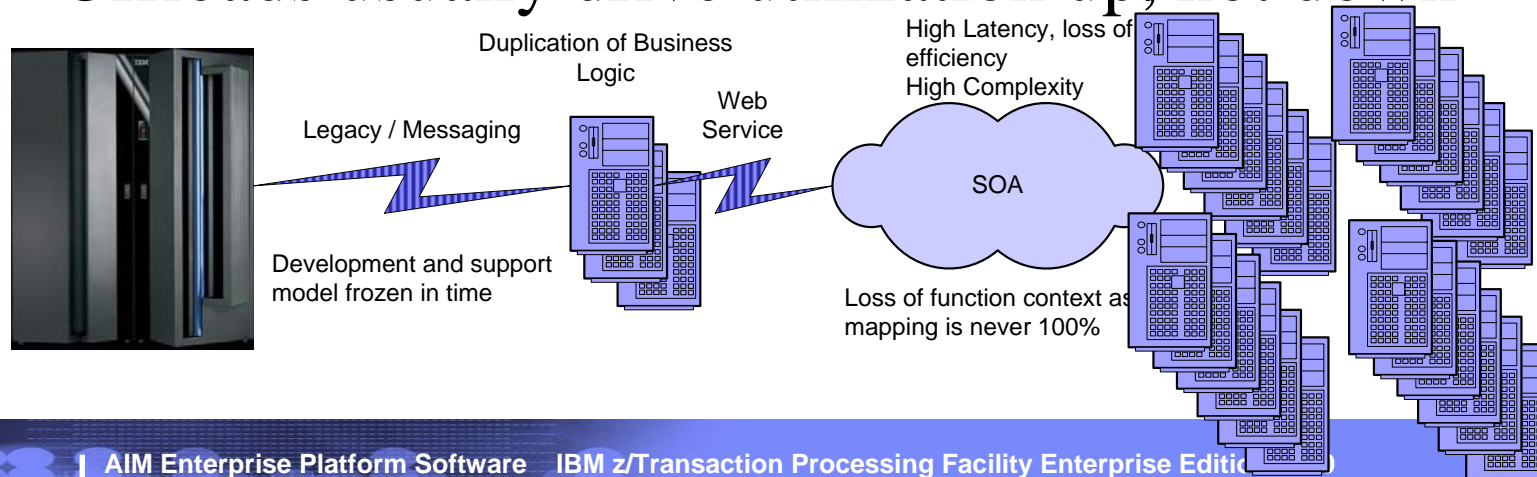 Duplication of Business
Logic
High Latency, loss of
efficiency
High Complexity
Web
Service
Legacy / Messaging
SOA
Development and support
model frozen in time
Loss of function context as
mapping is never 100%
IBM
AIM Enterprise Platform Software IBM z/Transaction Processing Facility Enterprise